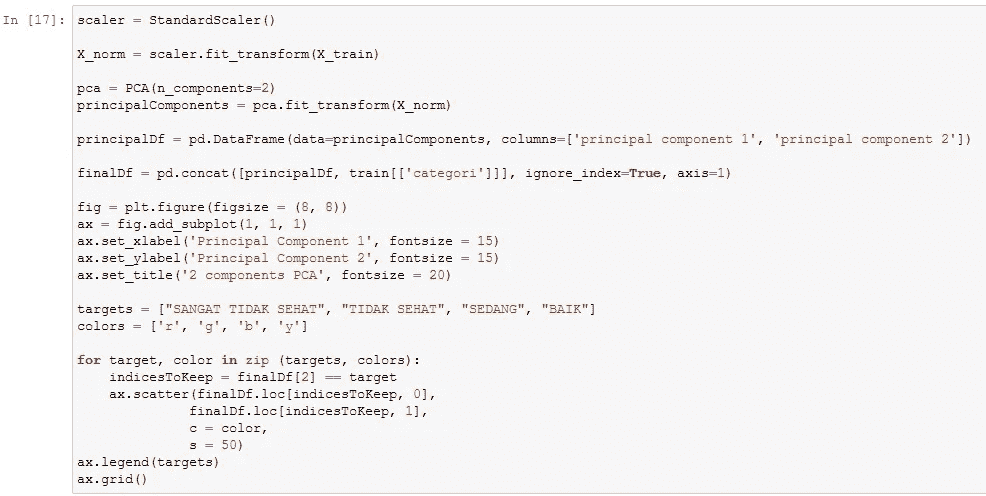 In [17]: scaler = StandardScaler()
X_norm = scaler.fit_transform(X_train)
pca = PCA(n_components=2)
principalComponents = pca.fit_transform(X_norm)
principalDf = pd.DataFrame(data=principalComponents, columns=['principal component 1', 'principal component 2'])
finalDf = pd.concat([principalDf, train[['categori']]], ignore_index=True, axis=1)
fig = plt.figure(figsize = (8, 8))
ax = fig.add_subplot(1, 1, 1)
ax.set_xlabel('Principal Component 1', fontsize = 15)
ax.set_ylabel('Principal Component 2', fontsize = 15)
ax.set_title('2 components PCA', fontsize = 20)
targets = ["SANGAT TIDAK SEHAT", "TIDAK SEHAT", "SEDANG", "BAIK"]
colors = ['r', 'g', 'b', 'y']
for target, color in zip (targets, colors):
    indicesToKeep = finalDf[2] == target
    ax.scatter(finalDf.loc[indicesToKeep, 0],
              finalDf.loc[indicesToKeep, 1],
              c = color,
              s = 50)
ax.legend(targets)
ax.grid()